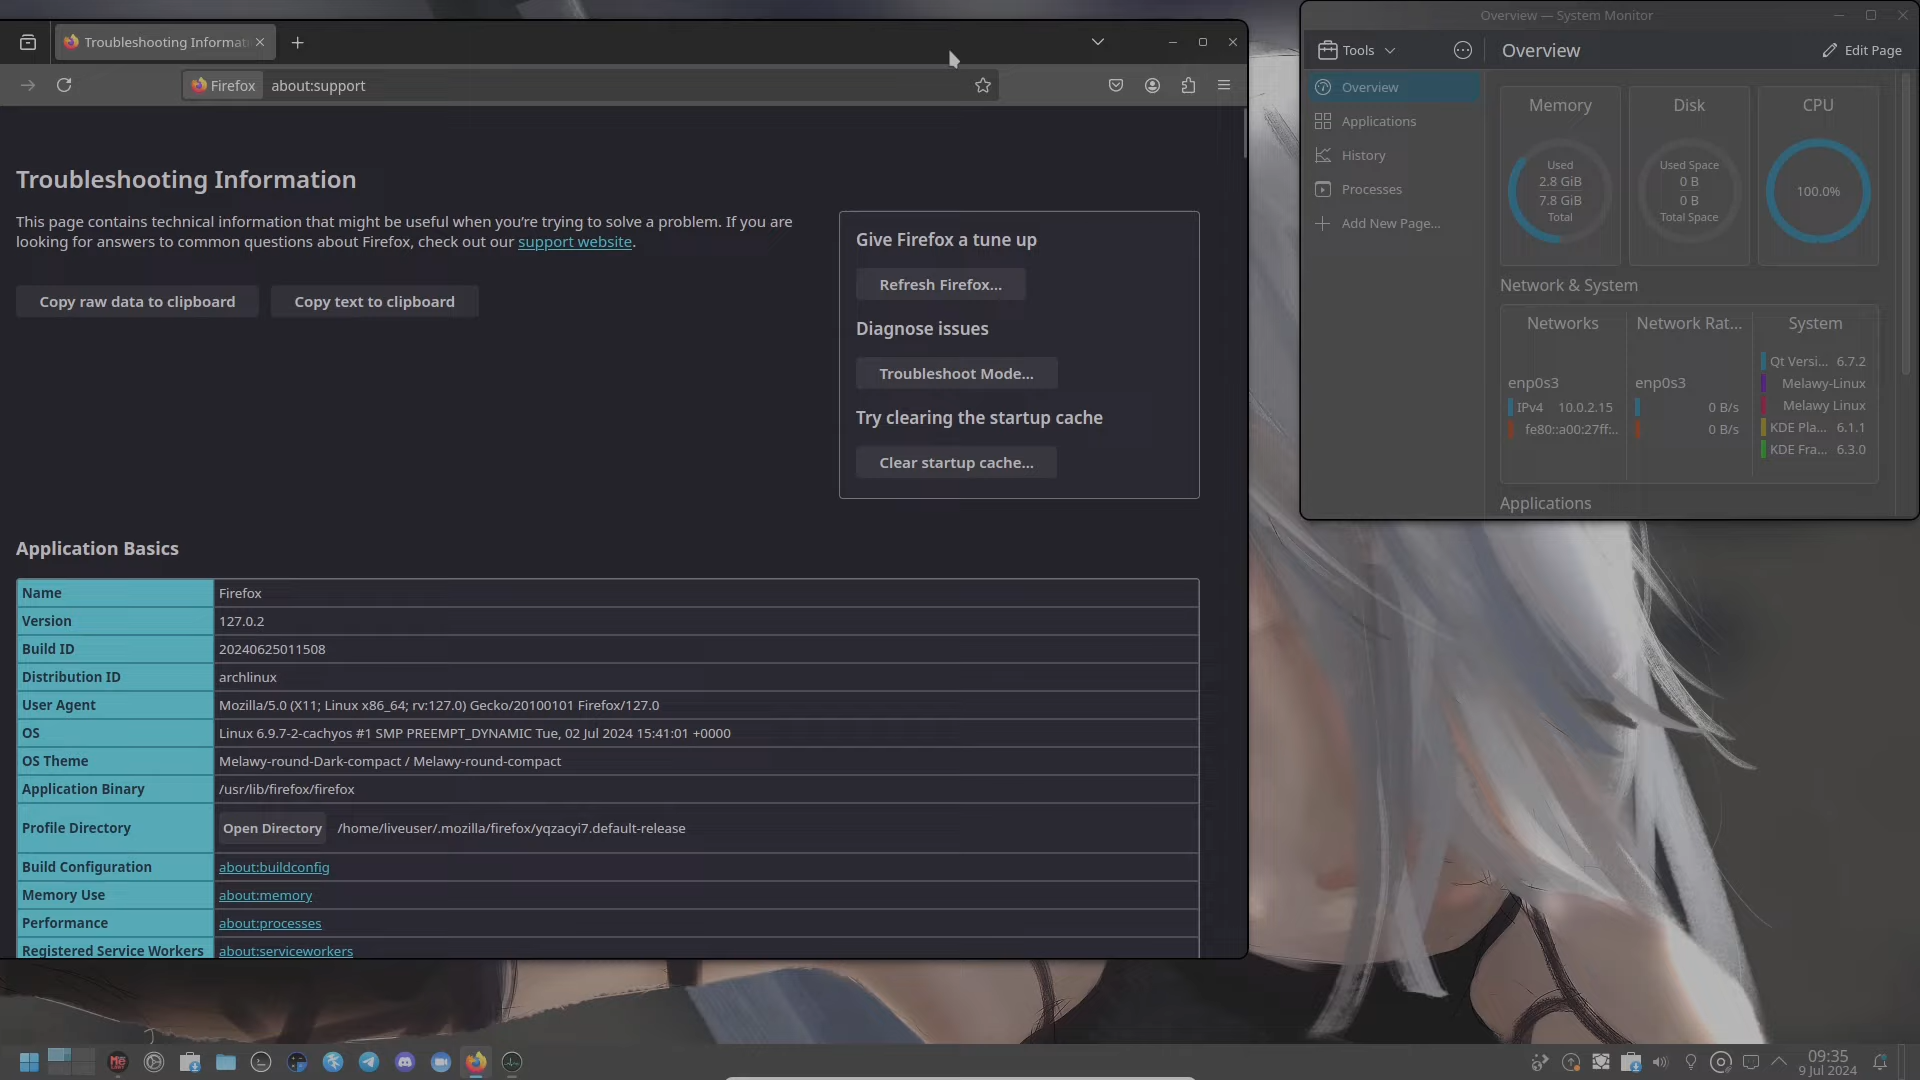 Troubleshooting Informat
Firefox
about:support
Troubleshooting Information
This page contains technical information that might be useful when you’re trying to solve a problem. If you are
looking for answers to common questions about Firefox, check out our support website.
Copy raw data to clipboard
Copy text to clipboard
Give Firefox a tune up
Refresh Firefox…
Diagnose issues
Troubleshoot Mode…
Try clearing the startup cache
Clear startup cache…
Application Basics
Name Firefox
Version 127.0.2
Build ID 20240625011508
Distribution ID archlinux
User Agent Mozilla/5.0 (X11; Linux x86_64; rv:127.0) Gecko/20100101 Firefox/127.0
OS Linux 6.9.7-2-cachyos #1 SMP PREEMPT_DYNAMIC Tue, 02 Jul 2024 15:41:01 +0000
OS Theme Melawy-round-Dark-compact / Melawy-round-compact
Application Binary /usr/lib/firefox/firefox
Profile Directory Open Directory /home/liveuser/.mozilla/firefox/yqzacyi7.default-release
Build Configuration about:buildconfig
Memory Use about:memory
Performance about:processes
Registered Service Workers about:serviceworkers
Overview — System Monitor
Tools
Overview
Edit Page
Overview
Applications
History
Processes
Add New Page…
Memory
Used
2.8 GiB
7.8 GiB
Total
Disk
Used Space
0 B
0 B
Total Space
CPU
100.0%
Network & System
Networks
enp0s3
IPv4 10.0.2.15
fe80::a00:27ff:..
Network Rat…
enp0s3
0 B/s
0 B/s
System
Qt Versi… 6.7.2
Melawy-Linux
Melawy Linux
KDE Pla… 6.1.1
KDE Fra… 6.3.0
Applications
09:35
9 Jul 2024